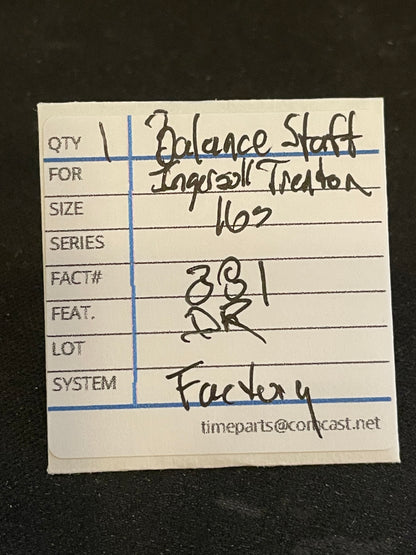 QTY 1 Balance Staff
FOR Ingersoll Trenton
SIZE 16s
SERIES
FACT# 381
FEAT. DR
LOT
SYSTEM Factory
timeparts@comcast.net